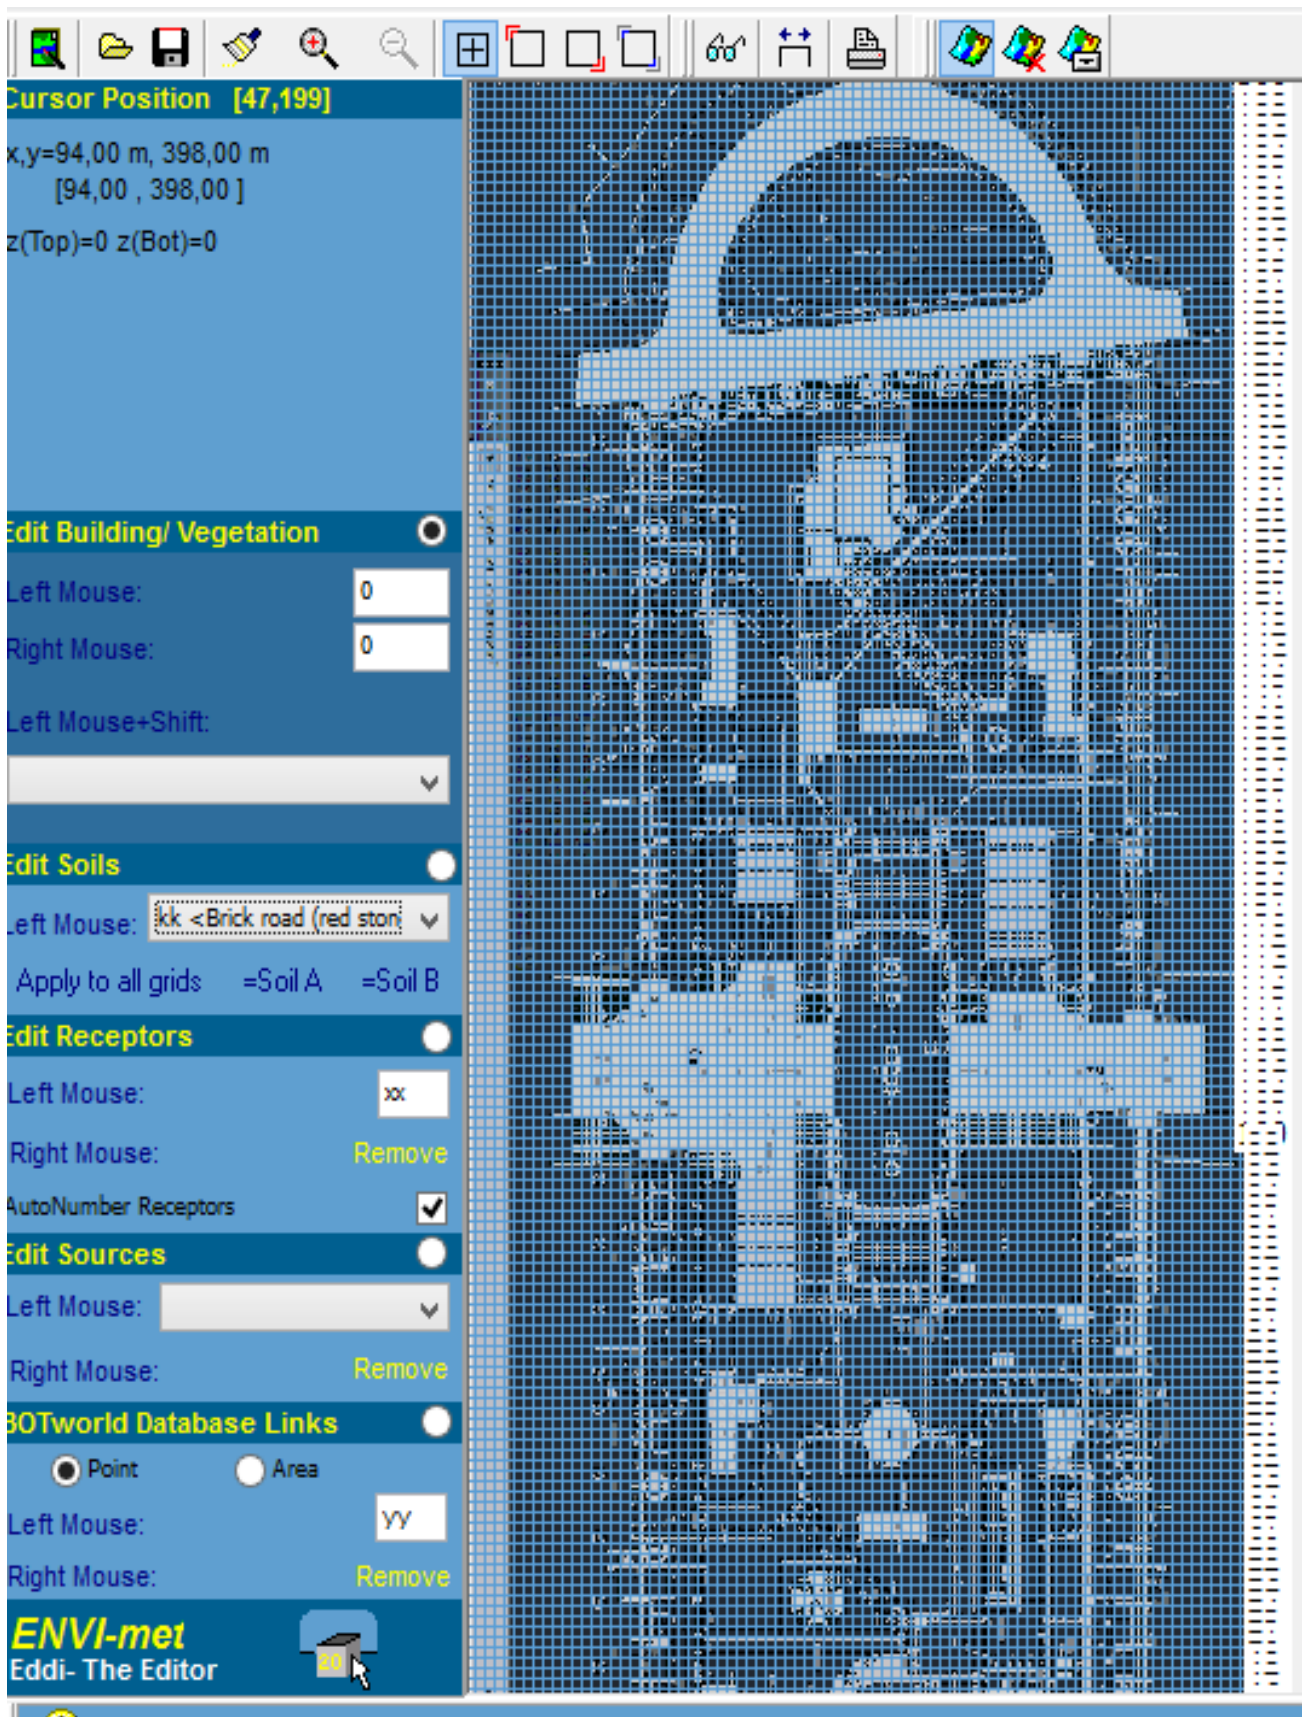 Cursor Position [47,199]
x,y=94,00 m, 398,00 m
[94,00 , 398,00 ]
z(Top)=0 z(Bot)=0
Edit Building/ Vegetation
Left Mouse: 0
Right Mouse: 0
Left Mouse+Shift:
Edit Soils
Left Mouse: kk <Brick road (red ston
Apply to all grids =Soil A =Soil B
Edit Receptors
Left Mouse: xx
Right Mouse: Remove
AutoNumber Receptors
Edit Sources
Left Mouse:
Right Mouse: Remove
BOTworld Database Links
Point Area
Left Mouse: yy
Right Mouse: Remove
ENVI-met
Eddi- The Editor
20